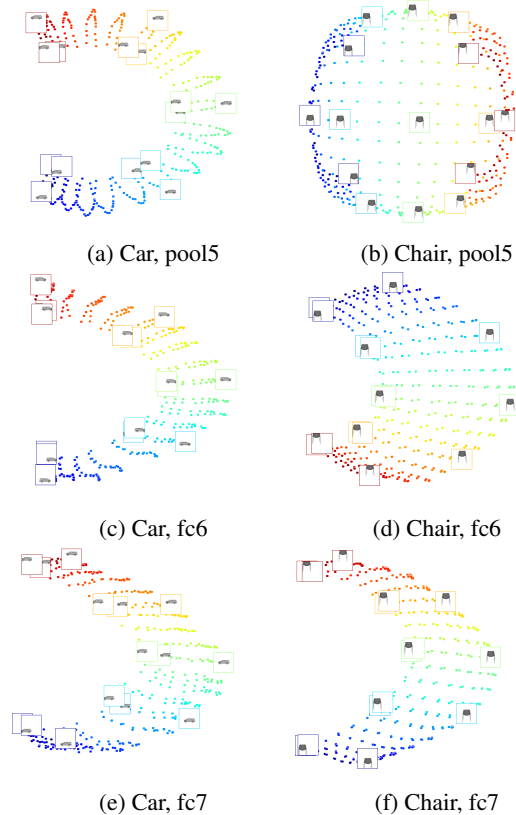 (a) Car, pool5
(b) Chair, pool5
(c) Car, fc6
(d) Chair, fc6
(e) Car, fc7
(f) Chair, fc7